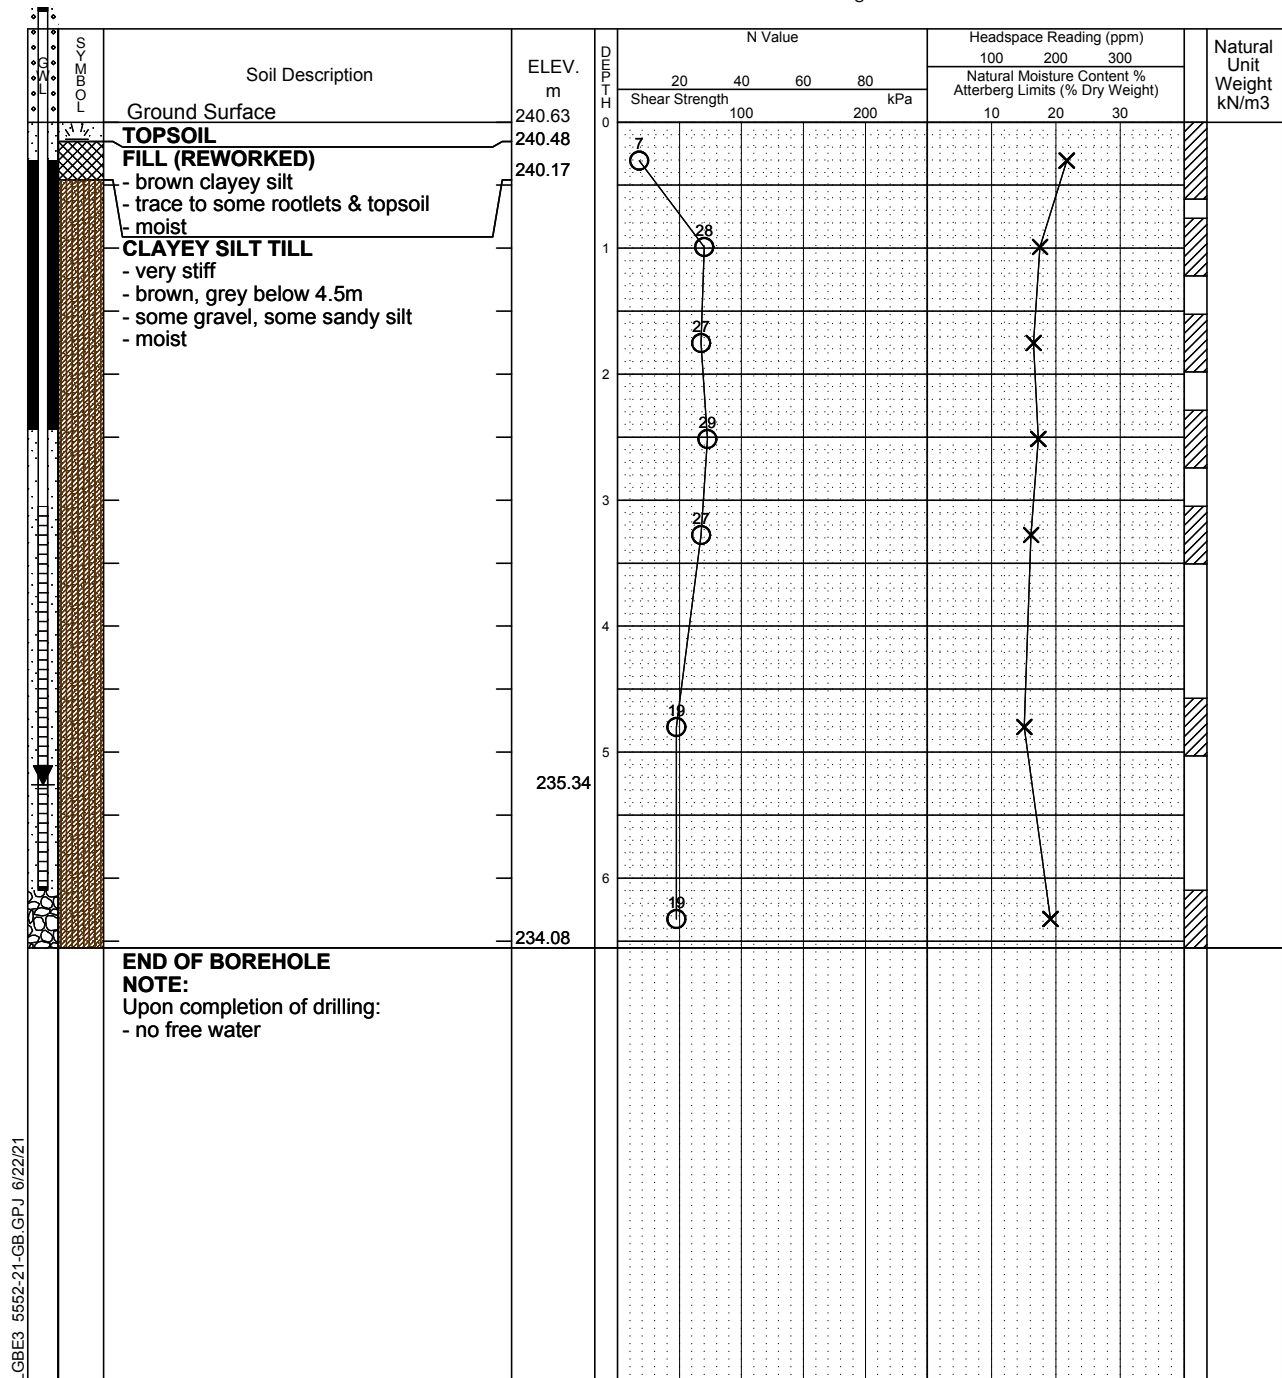 GWL
SYMBOL
Soil Description
ELEV.
m
DEPTH
N Value
20 40 60 80
Shear Strength kPa
100 200
Headspace Reading (ppm)
100 200 300
Natural Moisture Content %
Atterberg Limits (% Dry Weight)
10 20 30
Natural
Unit
Weight
kN/m3
Ground Surface 240.63
0
TOPSOIL 240.48
FILL (REWORKED) 240.17
- brown clayey silt
- trace to some rootlets & topsoil
- moist
CLAYEY SILT TILL
- very stiff
- brown, grey below 4.5m
- some gravel, some sandy silt
- moist
7
28
1
27
2
29
3
27
4
19
5
235.34
6
19
234.08
END OF BOREHOLE
NOTE:
Upon completion of drilling:
- no free water
GBE3 5552-21-GB.GPJ 6/22/21